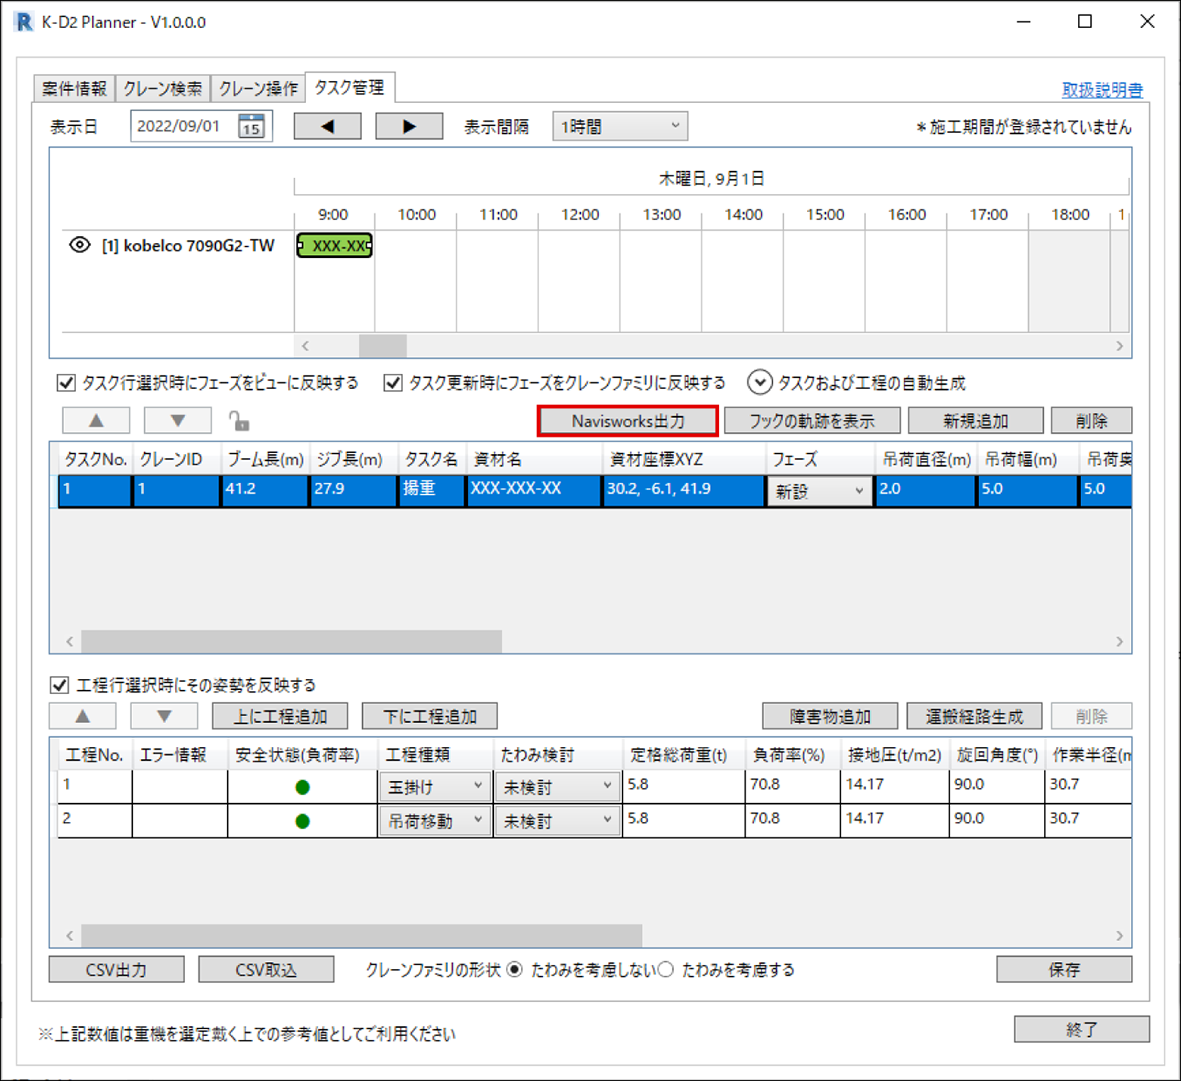 K-D2 Planner - V1.0.0.0
案件情報 クレーン検索 クレーン操作 タスク管理 取扱説明書
表示日 2022/09/01 15 ◀ ▶ 表示間隔 1時間 *施工期間が登録されていません
木曜日, 9月1日
9:00 10:00 11:00 12:00 13:00 14:00 15:00 16:00 17:00 18:00 1
[1] kobelco 7090G2-TW XXX-XX
タスク行選択時にフェーズをビューに反映する タスク更新時にフェーズをクレーンファミリに反映する タスクおよび工程の自動生成
▲ ▼ Navisworks出力 フックの軌跡を表示 新規追加 削除
タスクNo. クレーンID ブーム長(m) ジブ長(m) タスク名 資材名 資材座標XYZ フェーズ 吊荷直径(m) 吊荷幅(m) 吊荷奥
1 1 41.2 27.9 揚重 XXX-XXX-XX 30.2, -6.1, 41.9 新設 2.0 5.0 5.0
工程行選択時にその姿勢を反映する
▲ ▼ 上に工程追加 下に工程追加 障害物追加 運搬経路生成 削除
工程No. エラー情報 安全状態(負荷率) 工程種類 たわみ検討 定格総荷重(t) 負荷率(%) 接地圧(t/m2) 旋回角度(°) 作業半径(m
1 玉掛け 未検討 5.8 70.8 14.17 90.0 30.7
2 吊荷移動 未検討 5.8 70.8 14.17 90.0 30.7
CSV出力 CSV取込 クレーンファミリの形状 たわみを考慮しない たわみを考慮する 保存
※上記数値は重機を選定戴く上での参考値としてご利用ください 終了